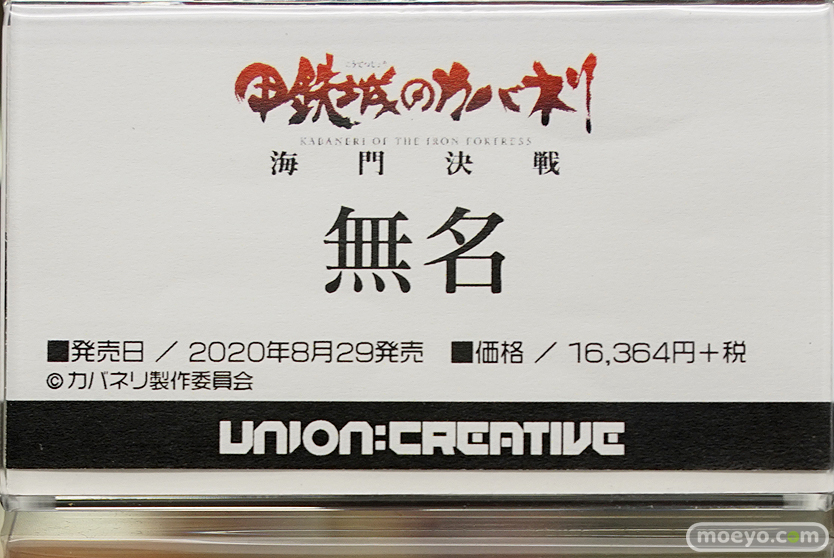 こうてつじょう
甲鉄城のカバネリ
KABANERI OF THE IRON FORTRESS
海門決戦
無名
■発売日 ／ 2020年8月29発売 ■価格 ／ 16,364円＋税
©カバネリ製作委員会
UNION:CREATIVE
moeyo.com